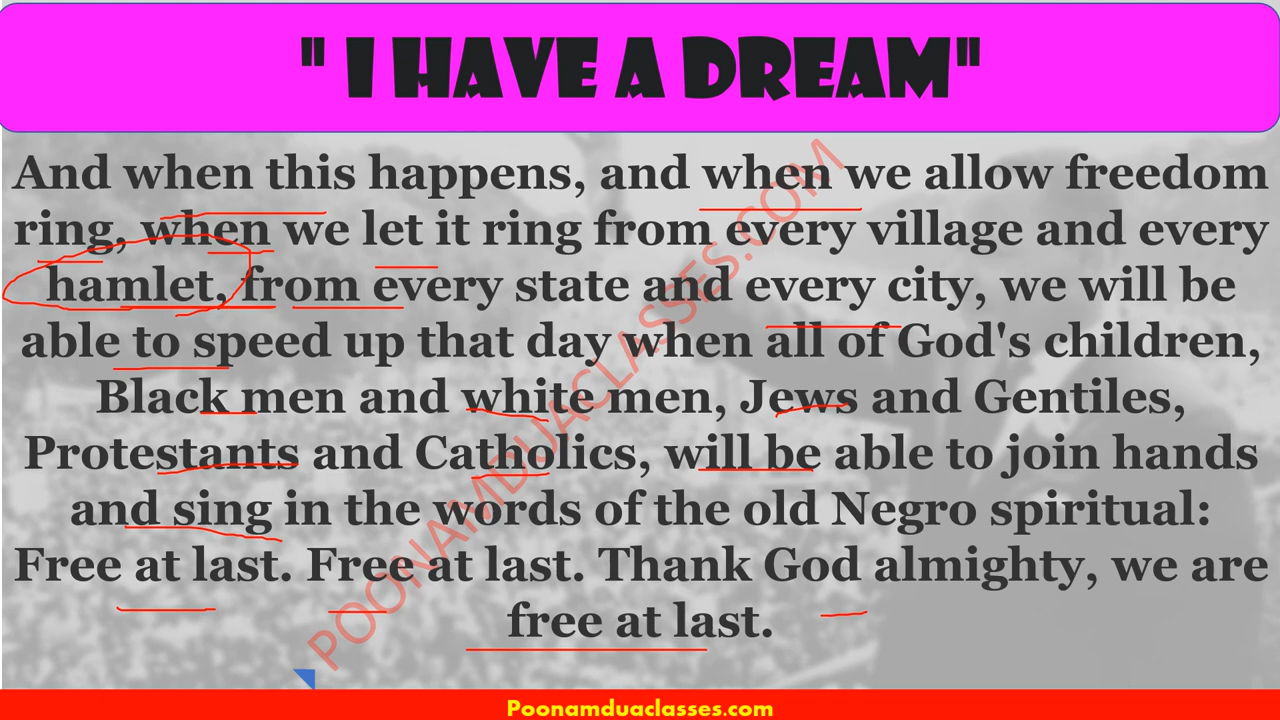 " I HAVE A DREAM"
And when this happens, and when we allow freedom
ring, when we let it ring from every village and every
hamlet, from every state and every city, we will be
able to speed up that day when all of God's children,
Black men and white men, Jews and Gentiles,
Protestants and Catholics, will be able to join hands
and sing in the words of the old Negro spiritual:
Free at last. Free at last. Thank God almighty, we are
free at last.
POONAMDUACLASSES.COM
Poonamduaclasses.com